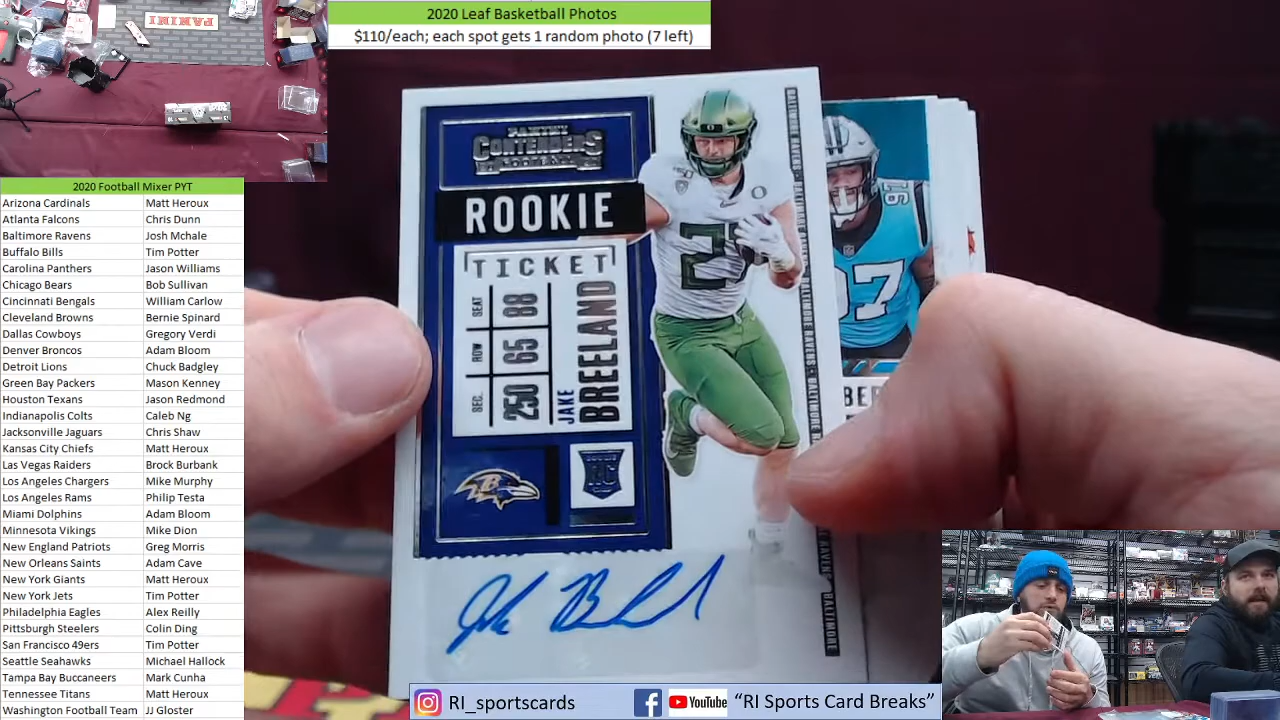 PANINI
2020 Leaf Basketball Photos
$110/each; each spot gets 1 random photo (7 left)
2020 Football Mixer PYT
Arizona Cardinals Matt Heroux
Atlanta Falcons Chris Dunn
Baltimore Ravens Josh Mchale
Buffalo Bills Tim Potter
Carolina Panthers Jason Williams
Chicago Bears Bob Sullivan
Cincinnati Bengals William Carlow
Cleveland Browns Bernie Spinard
Dallas Cowboys Gregory Verdi
Denver Broncos Adam Bloom
Detroit Lions Chuck Badgley
Green Bay Packers Mason Kenney
Houston Texans Jason Redmond
Indianapolis Colts Caleb Ng
Jacksonville Jaguars Chris Shaw
Kansas City Chiefs Matt Heroux
Las Vegas Raiders Brock Burbank
Los Angeles Chargers Mike Murphy
Los Angeles Rams Philip Testa
Miami Dolphins Adam Bloom
Minnesota Vikings Mike Dion
New England Patriots Greg Morris
New Orleans Saints Adam Cave
New York Giants Matt Heroux
New York Jets Tim Potter
Philadelphia Eagles Alex Reilly
Pittsburgh Steelers Colin Ding
San Francisco 49ers Tim Potter
Seattle Seahawks Michael Hallock
Tampa Bay Buccaneers Mark Cunha
Tennessee Titans Matt Heroux
Washington Football Team JJ Gloster
PANINI
CONTENDERS
FOOTBALL
ROOKIE
TICKET
SEC. 250
ROW 65
SEAT 88
JAKE
BREELAND
RC
BALTIMORE RAVENS BALTIMORE RAVENS
BALTIMORE
97
RI_sportscards
YouTube "RI Sports Card Breaks"